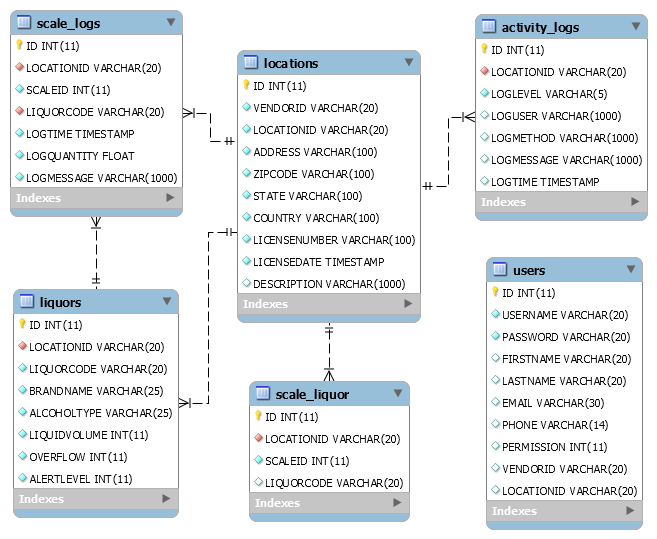 scale_logs
ID INT(11)
LOCATIONID VARCHAR(20)
SCALEID INT(11)
LIQUORCODE VARCHAR(20)
LOGTIME TIMESTAMP
LOGQUANTITY FLOAT
LOGMESSAGE VARCHAR(1000)
Indexes
locations
ID INT(11)
VENDORID VARCHAR(20)
LOCATIONID VARCHAR(20)
ADDRESS VARCHAR(100)
ZIPCODE VARCHAR(100)
STATE VARCHAR(100)
COUNTRY VARCHAR(100)
LICENSENUMBER VARCHAR(100)
LICENSEDATE TIMESTAMP
DESCRIPTION VARCHAR(1000)
Indexes
activity_logs
ID INT(11)
LOCATIONID VARCHAR(20)
LOGLEVEL VARCHAR(5)
LOGUSER VARCHAR(1000)
LOGMETHOD VARCHAR(1000)
LOGMESSAGE VARCHAR(1000)
LOGTIME TIMESTAMP
Indexes
liquors
ID INT(11)
LOCATIONID VARCHAR(20)
LIQUORCODE VARCHAR(20)
BRANDNAME VARCHAR(25)
ALCOHOLTYPE VARCHAR(25)
LIQUIDVOLUME INT(11)
OVERFLOW INT(11)
ALERTLEVEL INT(11)
Indexes
scale_liquor
ID INT(11)
LOCATIONID VARCHAR(20)
SCALEID INT(11)
LIQUORCODE VARCHAR(20)
Indexes
users
ID INT(11)
USERNAME VARCHAR(20)
PASSWORD VARCHAR(20)
FIRSTNAME VARCHAR(20)
LASTNAME VARCHAR(20)
EMAIL VARCHAR(30)
PHONE VARCHAR(14)
PERMISSION INT(11)
VENDORID VARCHAR(20)
LOCATIONID VARCHAR(20)
Indexes